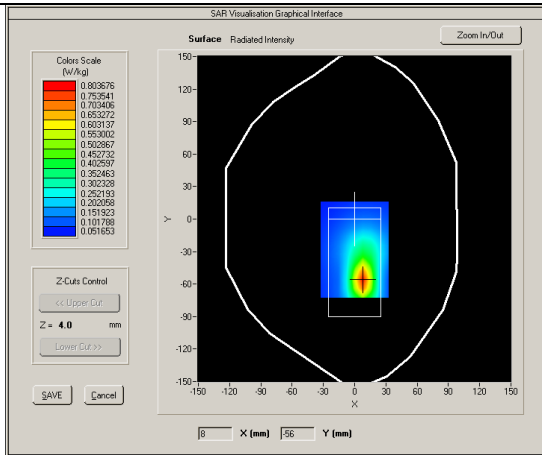 SAR Visualisation Graphical Interface
Surface Radiated Intensity
Zoom In/Out
Colors Scale
(W/kg)
0.803676
0.753541
0.703406
0.653272
0.603137
0.553002
0.502867
0.452732
0.402597
0.352463
0.302328
0.252193
0.202058
0.151923
0.101788
0.051653
Z-Cuts Control
<< Upper Cut
Z = 4.0 mm
Lower Cut >>
SAVE Cancel
150
120
90
60
30
0
-30
-60
-90
-120
-150
Y
-150 -120 -90 -60 -30 0 30 60 90 120 150
X
8 X (mm) -56 Y (mm)